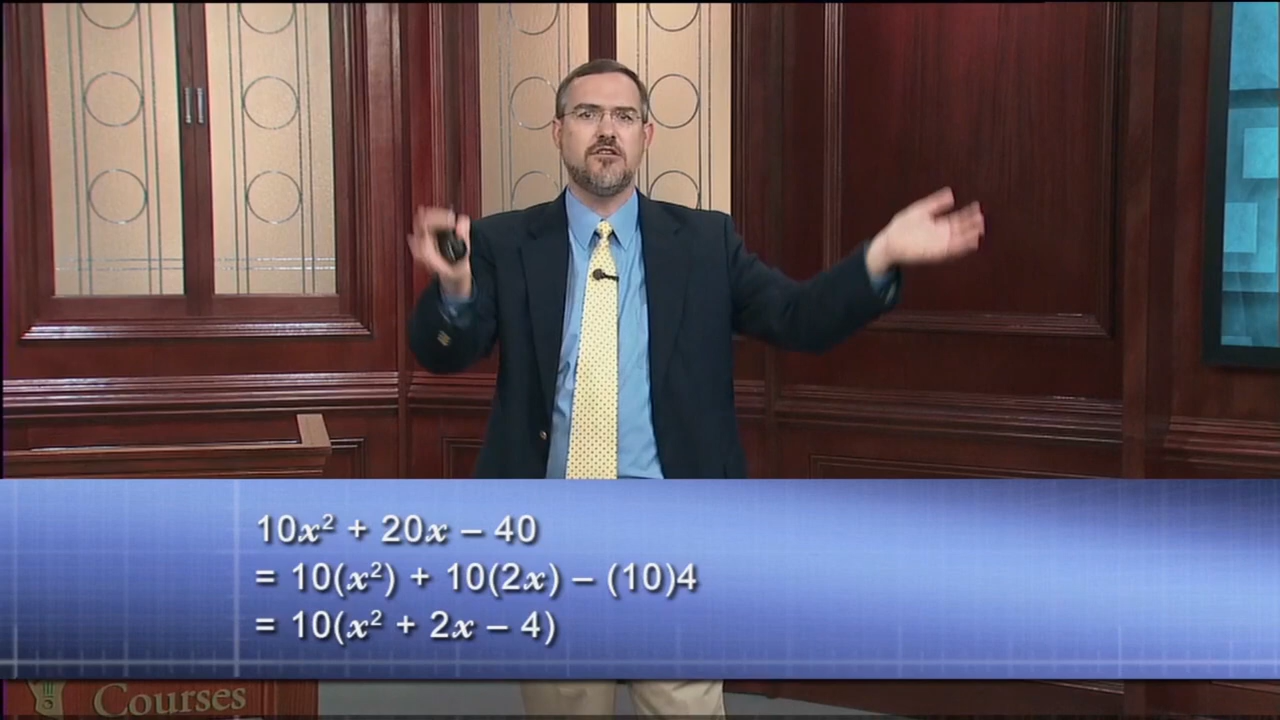 10x² + 20x – 40
= 10(x²) + 10(2x) – (10)4
= 10(x² + 2x – 4)
Courses